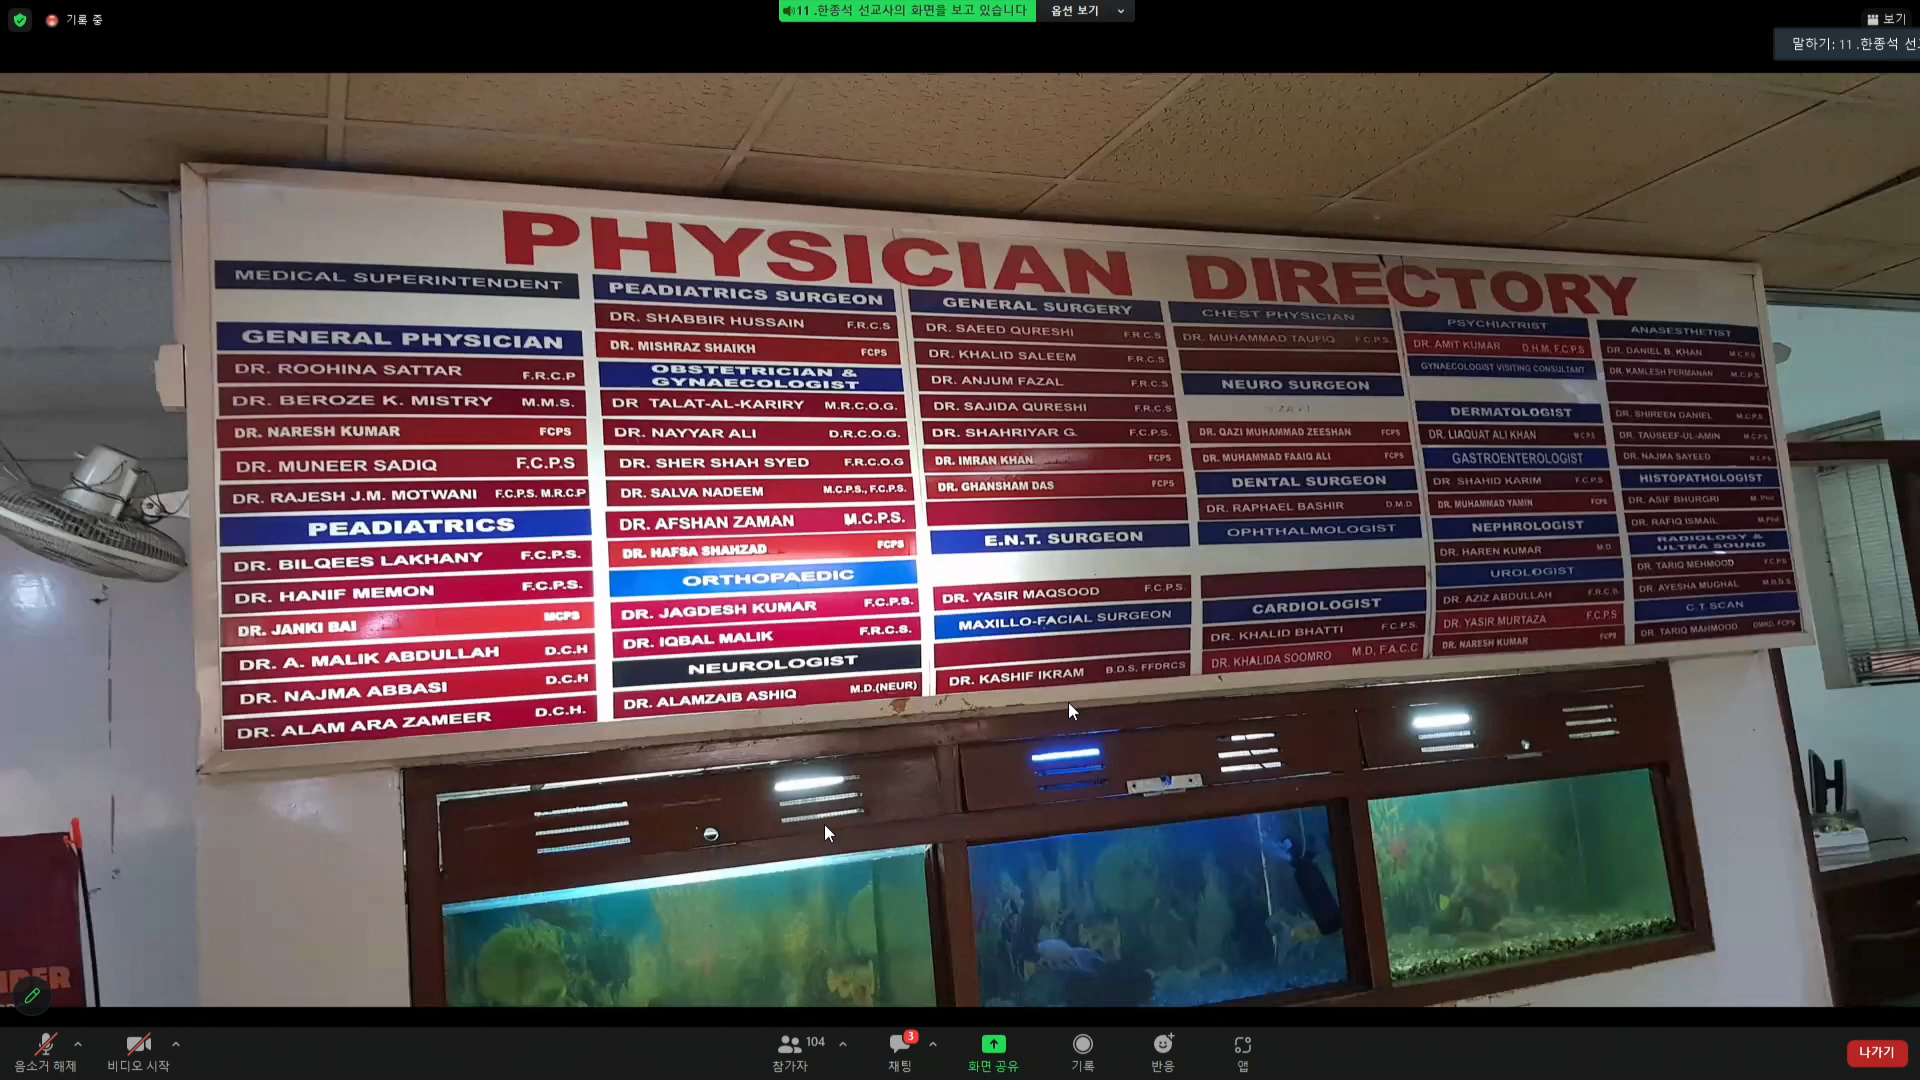 기록 중
11 .한종석 선교사의 화면을 보고 있습니다
옵션 보기
보기
말하기: 11 .한종석 선교
PHYSICIAN DIRECTORY
MEDICAL SUPERINTENDENT
GENERAL PHYSICIAN
DR. ROOHINA SATTAR F.R.C.P
DR. BEROZE K. MISTRY M.M.S.
DR. NARESH KUMAR FCPS
DR. MUNEER SADIQ F.C.P.S
DR. RAJESH J.M. MOTWANI F.C.P.S. M.R.C.P
PEADIATRICS
DR. BILQEES LAKHANY F.C.P.S.
DR. HANIF MEMON F.C.P.S.
DR. JANKI BAI MCPS
DR. A. MALIK ABDULLAH D.C.H
DR. NAJMA ABBASI D.C.H
DR. ALAM ARA ZAMEER D.C.H.
PEADIATRICS SURGEON
DR. SHABBIR HUSSAIN F.R.C.S
DR. MISHRAZ SHAIKH FCPS
OBSTETRICIAN &
GYNAECOLOGIST
DR TALAT-AL-KARIRY M.R.C.O.G.
DR. NAYYAR ALI D.R.C.O.G.
DR. SHER SHAH SYED F.R.C.O.G
DR. SALVA NADEEM M.C.P.S., F.C.P.S.
DR. AFSHAN ZAMAN M.C.P.S.
DR. HAFSA SHAHZAD FCPS
ORTHOPAEDIC
DR. JAGDESH KUMAR F.C.P.S.
DR. IQBAL MALIK F.R.C.S.
NEUROLOGIST
DR. ALAMZAIB ASHIQ M.D.(NEUR)
GENERAL SURGERY
DR. SAEED QURESHI F.R.C.S
DR. KHALID SALEEM F.R.C.S
DR. ANJUM FAZAL F.R.C.S
DR. SAJIDA QURESHI F.R.C.S
DR. SHAHRIYAR G. F.C.P.S.
DR. IMRAN KHAN FCPS
DR. GHANSHAM DAS FCPS
E.N.T. SURGEON
DR. YASIR MAQSOOD F.C.P.S.
MAXILLO-FACIAL SURGEON
DR. KASHIF IKRAM B.D.S, FFDRCS
CHEST PHYSICIAN
DR. MUHAMMAD TAUFIQ F.C.P.S.
NEURO SURGEON
DR. QAZI MUHAMMAD ZEESHAN FCPS
DR. MUHAMMAD FAAIQ ALI FCPS
DENTAL SURGEON
DR. RAPHAEL BASHIR D.M.D
OPHTHALMOLOGIST
CARDIOLOGIST
DR. KHALID BHATTI F.C.P.S.
DR. KHALIDA SOOMRO M.D, F.A.C.C
PSYCHIATRIST
DR. AMIT KUMAR D.H.M, F.C.P.S
GYNAECOLOGIST VISITING CONSULTANT
DERMATOLOGIST
DR. LIAQUAT ALI KHAN M.C.P.S
GASTROENTEROLOGIST
DR. SHAHID KARIM F.C.P.S
DR. MUHAMMAD YAMIN FCPS
NEPHROLOGIST
DR. HAREN KUMAR M.D
UROLOGIST
DR. AZIZ ABDULLAH F.R.C.S
DR. YASIR MURTAZA F.C.P.S
DR. NARESH KUMAR FCPS
ANASESTHETIST
DR. DANIEL B. KHAN M.C.P.S
DR. KAMLESH PERMANAN M.C.P.S.
DR. SHIREEN DANIEL M.C.P.S
DR. TAUSEEF-UL-AMIN M.C.P.S
DR. NAJMA SAYEED M.C.P.S.
HISTOPATHOLOGIST
DR. ASIF BHURGRI M. Phil
DR. RAFIQ ISMAIL M.Phil
RADIOLOGY &
ULTRA SOUND
DR. TARIQ MEHMOOD F.C.P.S
DR. AYESHA MUGHAL M.B.B.S
C.T. SCAN
DR. TARIQ MAHMOOD DMRD, FCPS
음소거 해제
비디오 시작
104
참가자
3
채팅
화면 공유
기록
반응
앱
나가기